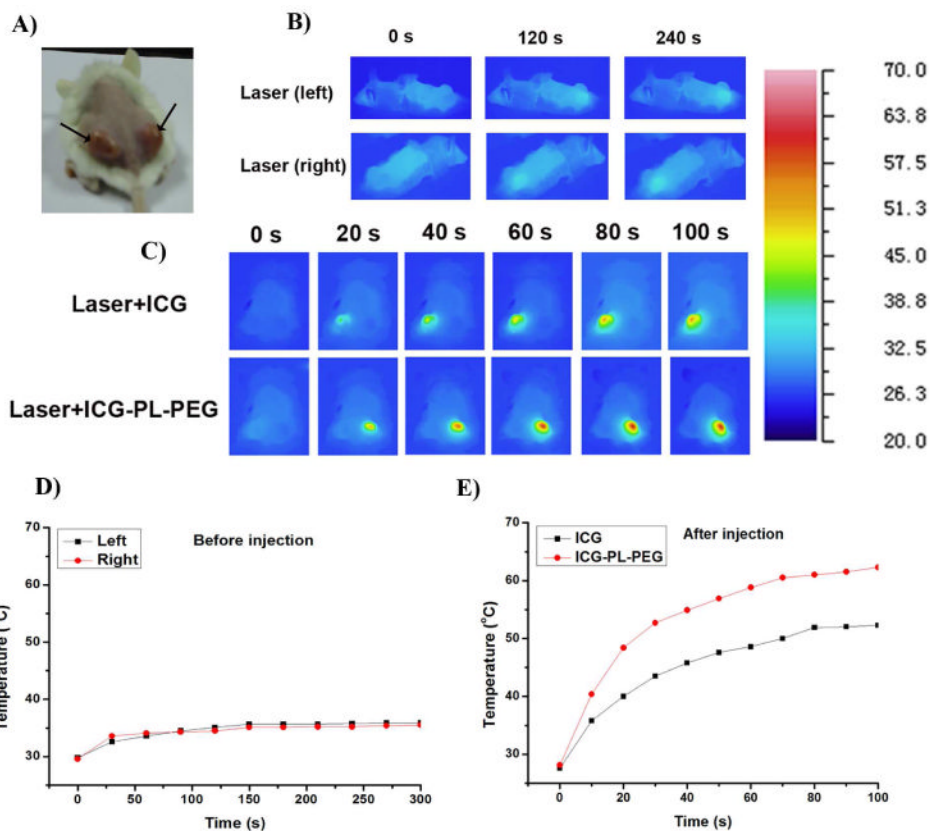 A)
B)
0 s 120 s 240 s
Laser (left)
Laser (right)
C)
0 s 20 s 40 s 60 s 80 s 100 s
Laser+ICG
Laser+ICG-PL-PEG
70.0
63.8
57.5
51.3
45.0
38.8
32.5
26.3
20.0
D)
Left
Right
Before injection
Temperature (°C)
70
60
50
40
30
0 50 100 150 200 250 300
Time (s)
E)
ICG
ICG-PL-PEG
After injection
Temperature (°C)
70
60
50
40
30
0 20 40 60 80 100
Time (s)